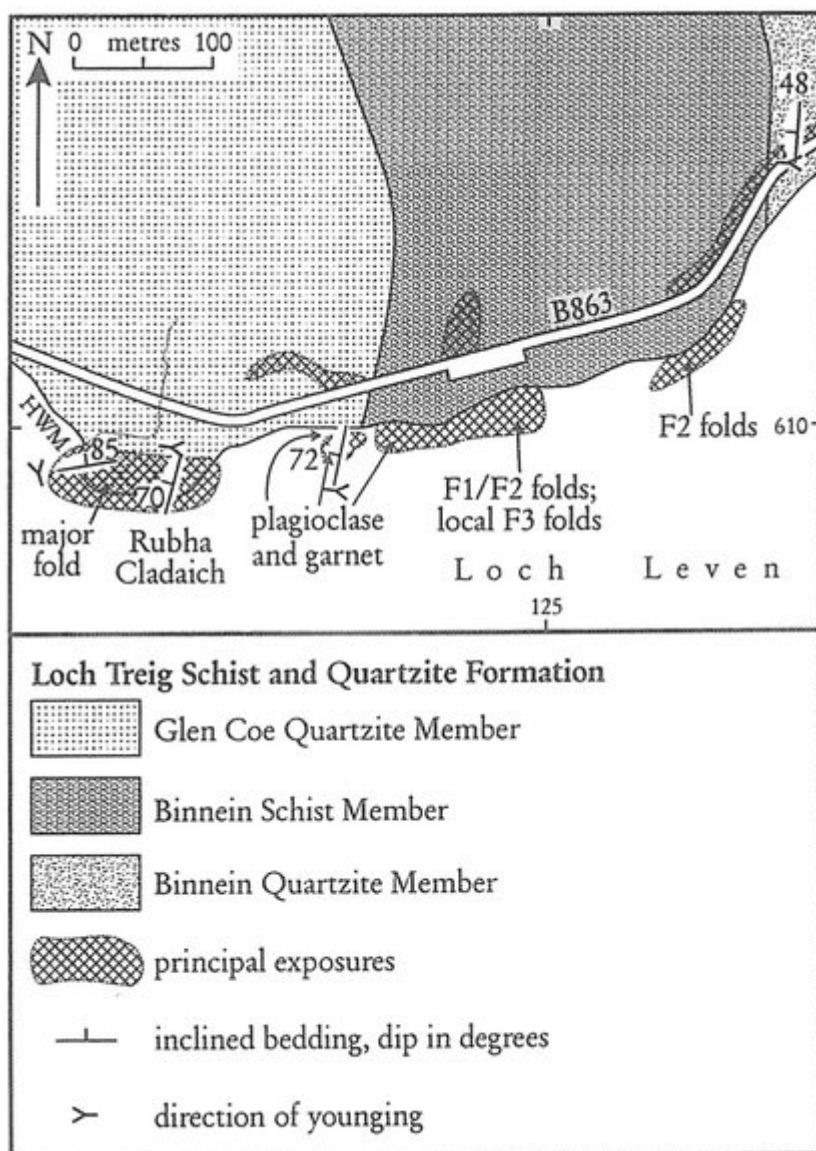 N 0 metres 100
48
B863
HWM
85
72
F2 folds
610
70
major
fold
Rubha
Cladaich
plagioclase
and garnet
F1/F2 folds;
local F3 folds
Loch Leven
125
Loch Treig Schist and Quartzite Formation
Glen Coe Quartzite Member
Binnein Schist Member
Binnein Quartzite Member
principal exposures
inclined bedding, dip in degrees
direction of younging